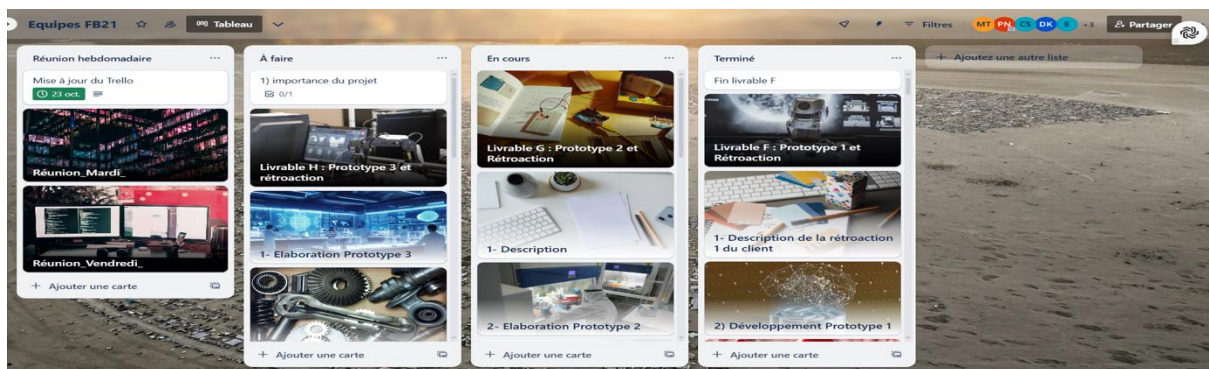 Equipes FB21
Tableau
Filtres
MT PN CS DK E +3
Partager
Réunion hebdomadaire
Mise à jour du Trello
23 oct.
Réunion_Mardi_
Réunion_Vendredi_
+ Ajouter une carte
À faire
1) importance du projet
0/1
Livrable H : Prototype 3 et
rétroaction
1- Elaboration Prototype 3
+ Ajouter une carte
En cours
Livrable G : Prototype 2 et
Rétroaction
1- Description
2- Elaboration Prototype 2
+ Ajouter une carte
Terminé
Fin livrable F
Livrable F : Prototype 1 et
Rétroaction
1- Description de la rétroaction
1 du client
2) Développement Prototype 1
+ Ajouter une carte
+ Ajoutez une autre liste